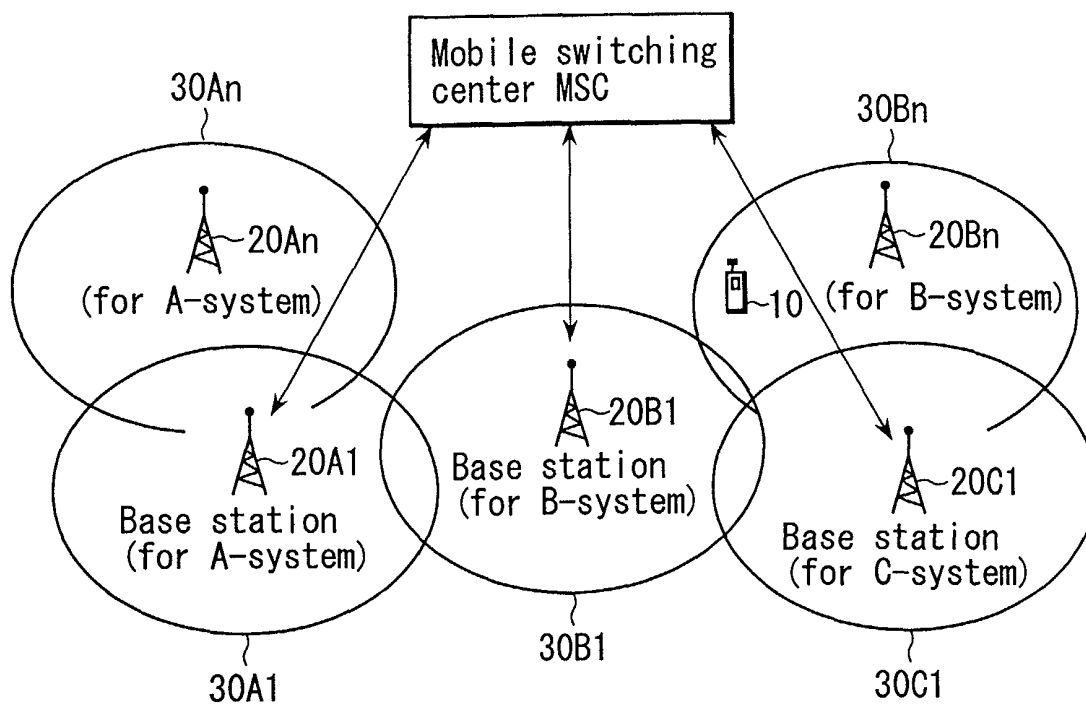 Mobile switching
center MSC
30An
30Bn
20An
(for A-system)
20Bn
(for B-system)
10
20B1
Base station
(for B-system)
20A1
Base station
(for A-system)
20C1
Base station
(for C-system)
30A1
30B1
30C1